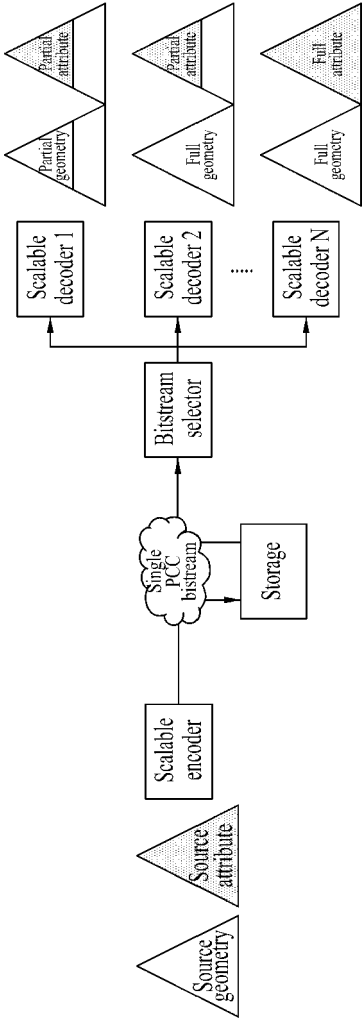 Source
geometry
Source
attribute
Scalable
encoder
Single
PCC
bistream
Storage
Bitstream
selector
Scalable
decoder 1
Scalable
decoder 2
......
Scalable
decoder N
Partial
geometry
Partial
attribute
Full
geometry
Partial
attribute
Full
geometry
Full
attribute